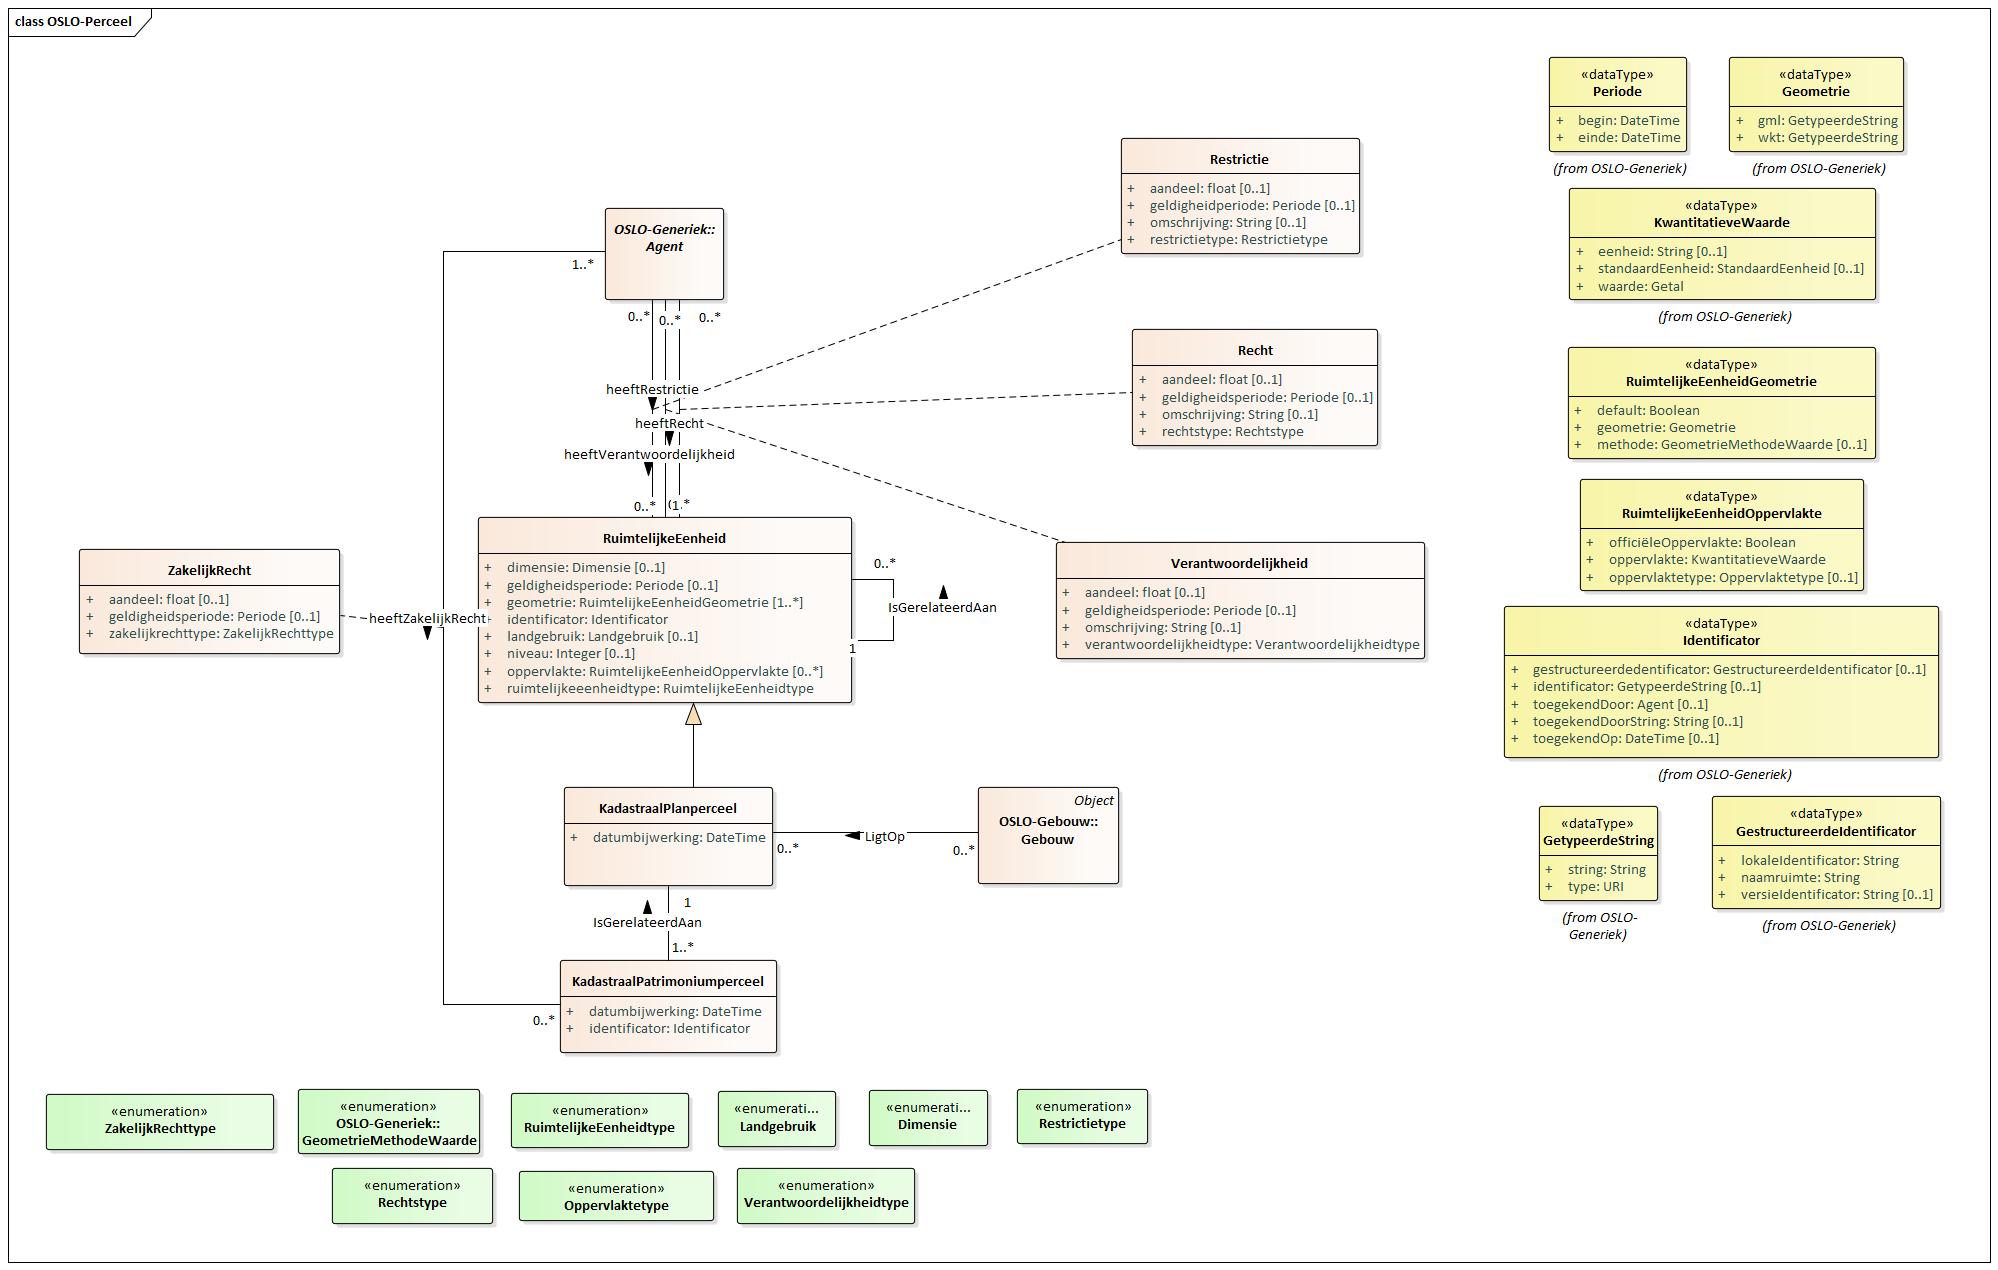 class OSLO-Perceel
«dataType»
Periode
+ begin: DateTime
+ einde: DateTime
(from OSLO-Generiek)
«dataType»
Geometrie
+ gml: GetypeerdeString
+ wkt: GetypeerdeString
(from OSLO-Generiek)
Restrictie
+ aandeel: float [0..1]
+ geldigheidperiode: Periode [0..1]
+ omschrijving: String [0..1]
+ restrictietype: Restrictietype
«dataType»
KwantitatieveWaarde
+ eenheid: String [0..1]
+ standaardEenheid: StandaardEenheid [0..1]
+ waarde: Getal
(from OSLO-Generiek)
OSLO-Generiek::
Agent
1..*
0..*
0..*
0..*
Recht
+ aandeel: float [0..1]
+ geldigheidsperiode: Periode [0..1]
+ omschrijving: String [0..1]
+ rechtstype: Rechtstype
«dataType»
RuimtelijkeEenheidGeometrie
+ default: Boolean
+ geometrie: Geometrie
+ methode: GeometrieMethodeWaarde [0..1]
heeftRestrictie
heeftRecht
heeftVerantwoordelijkheid
0..*
1..*
«dataType»
RuimtelijkeEenheidOppervlakte
+ officiëleOppervlakte: Boolean
+ oppervlakte: KwantitatieveWaarde
+ oppervlaktetype: Oppervlaktetype [0..1]
RuimtelijkeEenheid
+ dimensie: Dimensie [0..1]
+ geldigheidsperiode: Periode [0..1]
+ geometrie: RuimtelijkeEenheidGeometrie [1..*]
+ identificator: Identificator
+ landgebruik: Landgebruik [0..1]
+ niveau: Integer [0..1]
+ oppervlakte: RuimtelijkeEenheidOppervlakte [0..*]
+ ruimtelijkeeenheidtype: RuimtelijkeEenheidtype
0..*
IsGerelateerdAan
1
ZakelijkRecht
+ aandeel: float [0..1]
+ geldigheidsperiode: Periode [0..1]
+ zakelijkrechttype: ZakelijkRechttype
heeftZakelijkRecht
Verantwoordelijkheid
+ aandeel: float [0..1]
+ geldigheidsperiode: Periode [0..1]
+ omschrijving: String [0..1]
+ verantwoordelijkheidtype: Verantwoordelijkheidtype
«dataType»
Identificator
+ gestructureerdedentificator: GestructureerdeIdentificator [0..1]
+ identificator: GetypeerdeString [0..1]
+ toegekendDoor: Agent [0..1]
+ toegekendDoorString: String [0..1]
+ toegekendOp: DateTime [0..1]
(from OSLO-Generiek)
KadastraalPlanperceel
+ datumbijwerking: DateTime
0..*
LigtOp
0..*
Object
OSLO-Gebouw::
Gebouw
1
IsGerelateerdAan
1..*
KadastraalPatrimoniumperceel
+ datumbijwerking: DateTime
+ identificator: Identificator
0..*
«dataType»
GetypeerdeString
+ string: String
+ type: URI
(from OSLO-
Generiek)
«dataType»
GestructureerdeIdentificator
+ lokaleIdentificator: String
+ naamruimte: String
+ versieIdentificator: String [0..1]
(from OSLO-Generiek)
«enumeration»
ZakelijkRechttype
«enumeration»
OSLO-Generiek::
GeometrieMethodeWaarde
«enumeration»
RuimtelijkeEenheidtype
«enumerati...
Landgebruik
«enumerati...
Dimensie
«enumeration»
Restrictietype
«enumeration»
Rechtstype
«enumeration»
Oppervlaktetype
«enumeration»
Verantwoordelijkheidtype